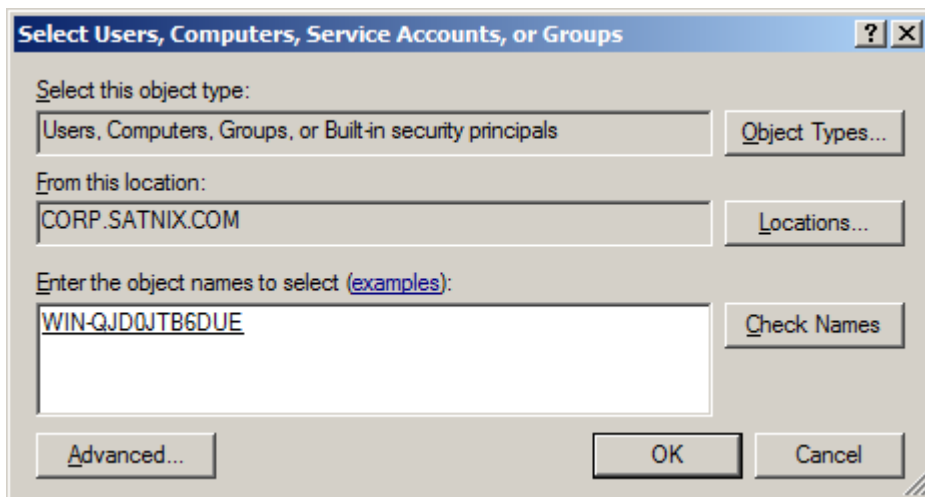 Select Users, Computers, Service Accounts, or Groups
Select this object type:
Users, Computers, Groups, or Built-in security principals
Object Types...
From this location:
CORP.SATNIX.COM
Locations...
Enter the object names to select (examples):
WIN-QJD0JTB6DUE
Check Names
Advanced...
OK
Cancel